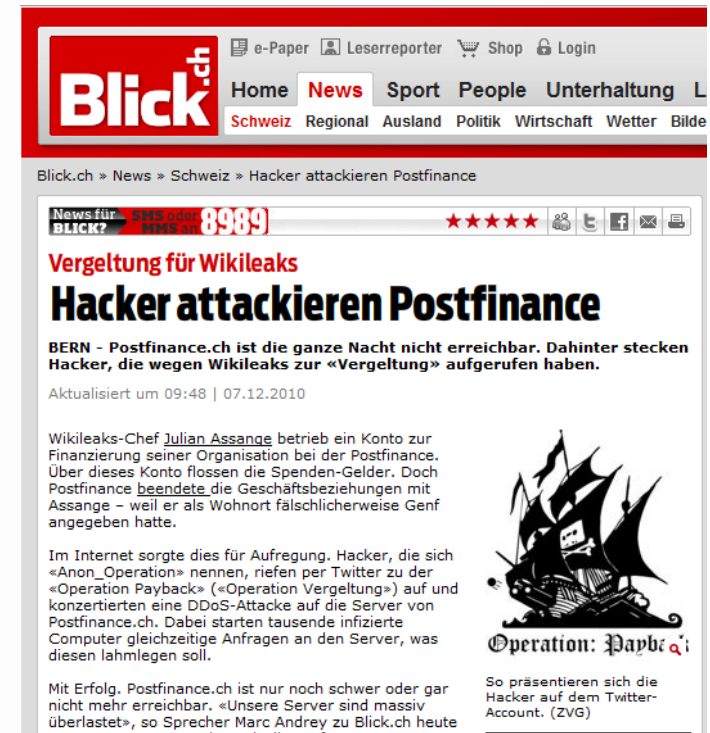 e-Paper Leserreporter Shop Login
Blick.ch
Home News Sport People Unterhaltung L
Schweiz Regional Ausland Politik Wirtschaft Wetter Bilde
Blick.ch » News » Schweiz » Hacker attackieren Postfinance
News für BLICK? SMS oder MMS an 8989
Vergeltung für Wikileaks
Hacker attackieren Postfinance
BERN - Postfinance.ch ist die ganze Nacht nicht erreichbar. Dahinter stecken
Hacker, die wegen Wikileaks zur «Vergeltung» aufgerufen haben.
Aktualisiert um 09:48 | 07.12.2010
Wikileaks-Chef Julian Assange betrieb ein Konto zur
Finanzierung seiner Organisation bei der Postfinance.
Über dieses Konto flossen die Spenden-Gelder. Doch
Postfinance beendete die Geschäftsbeziehungen mit
Assange – weil er als Wohnort fälschlicherweise Genf
angegeben hatte.
Im Internet sorgte dies für Aufregung. Hacker, die sich
«Anon_Operation» nennen, riefen per Twitter zu der
«Operation Payback» («Operation Vergeltung») auf und
konzertierten eine DDoS-Attacke auf die Server von
Postfinance.ch. Dabei starten tausende infizierte
Computer gleichzeitige Anfragen an den Server, was
diesen lahmlegen soll.
Mit Erfolg. Postfinance.ch ist nur noch schwer oder gar
nicht mehr erreichbar. «Unsere Server sind massiv
überlastet», so Sprecher Marc Andrey zu Blick.ch heute
Operation:
So präsentieren sich die
Hacker auf dem Twitter-
Account. (ZVG)